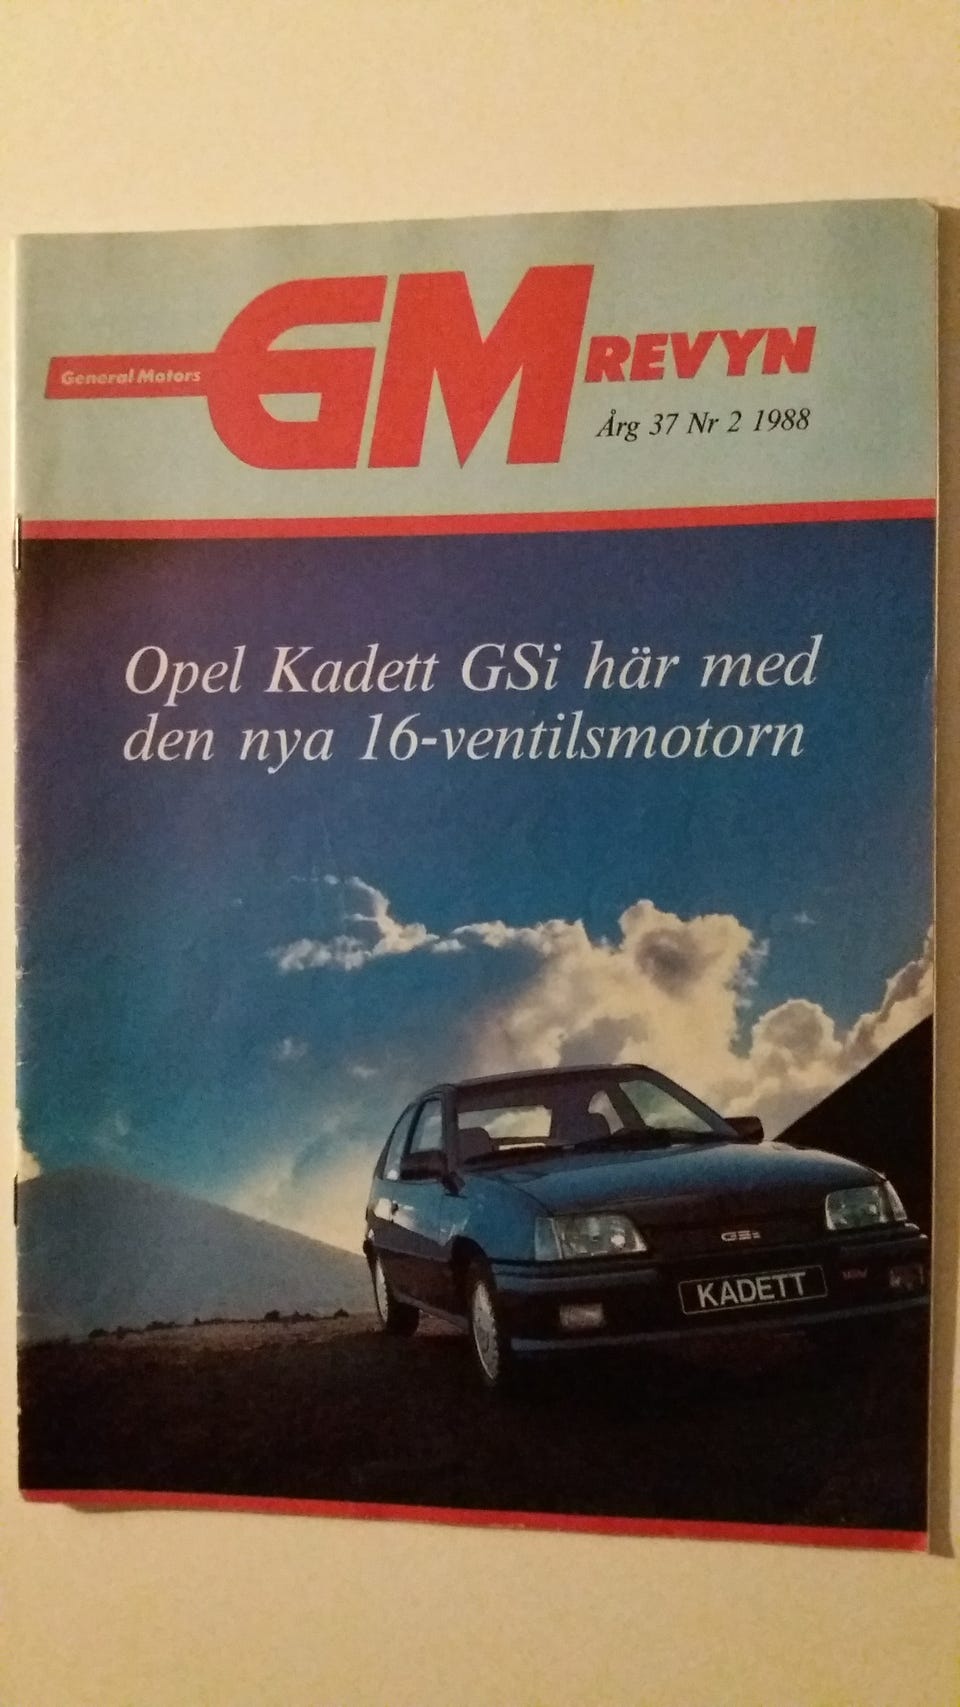 General Motors
GM REVYN
Årg 37 Nr 2 1988
Opel Kadett GSi här med
den nya 16-ventilsmotorn
GSi
KADETT